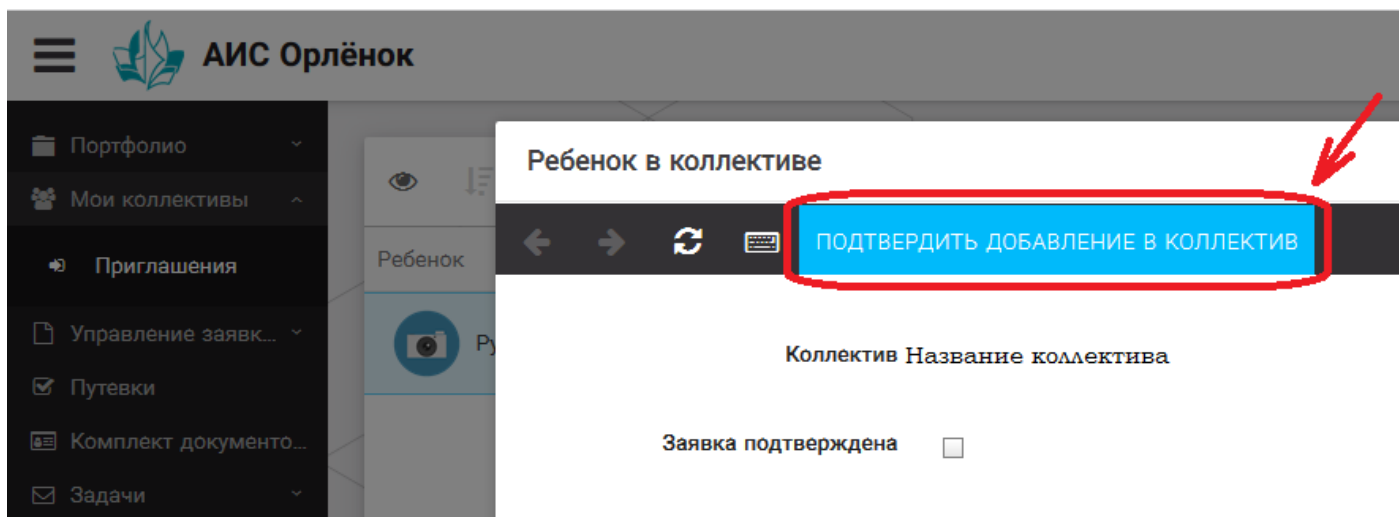 АИС Орлёнок
Портфолио
Мои коллективы
Приглашения
Управление заявк...
Путевки
Комплект документо...
Задачи
Ребенок
Ру
Ребенок в коллективе
ПОДТВЕРДИТЬ ДОБАВЛЕНИЕ В КОЛЛЕКТИВ
Коллектив Название коллектива
Заявка подтверждена